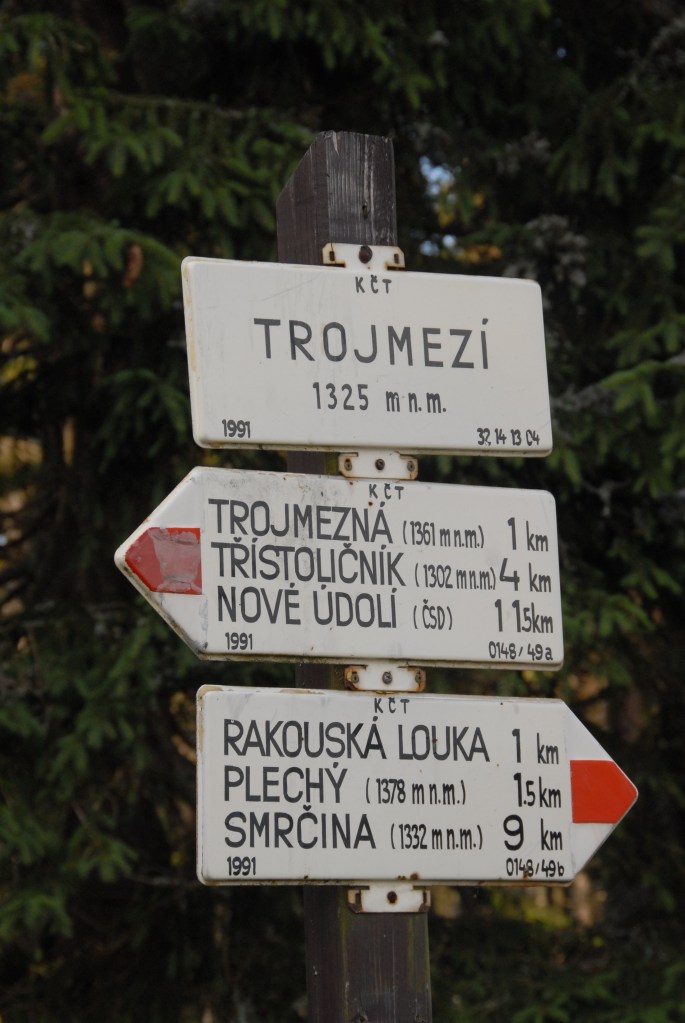 KČT
TROJMEZÍ
1325 m n.m.
1991 32 14 13 04
KČT
TROJMEZNÁ (1361 m n.m.) 1 km
TŘÍSTOLIČNÍK (1302 m n.m.) 4 km
NOVÉ ÚDOLÍ (ČSD) 11.5 km
1991 0148/49a
KČT
RAKOUSKÁ LOUKA 1 km
PLECHÝ (1378 m n.m.) 1.5 km
SMRČINA (1332 m n.m.) 9 km
1991 0148/49b